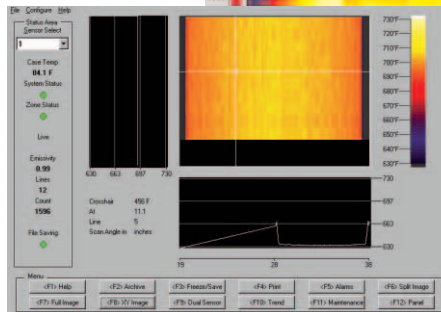 File Configure Help
Status Area
Sensor Select
1
Case Temp
84.1 F
System Status
Zone Status
Live
Emissivity
0.99
Lines
12
Count
1596
File Saving
630 663 697 730
Crosshair 456 F
At 11.1
Line 5
Scan Angle in inches
730°F
720°F
710°F
700°F
690°F
680°F
670°F
660°F
650°F
640°F
630°F
730
697
663
630
19 28 38
Menu
<F1> Help <F2> Archive <F3> Freeze/Save <F4> Print <F5> Alarms <F6> Split Image
<F7> Full Image <F8> XY Image <F9> Dual Sensor <F10> Trend <F11> Maintenance <F12> Panel